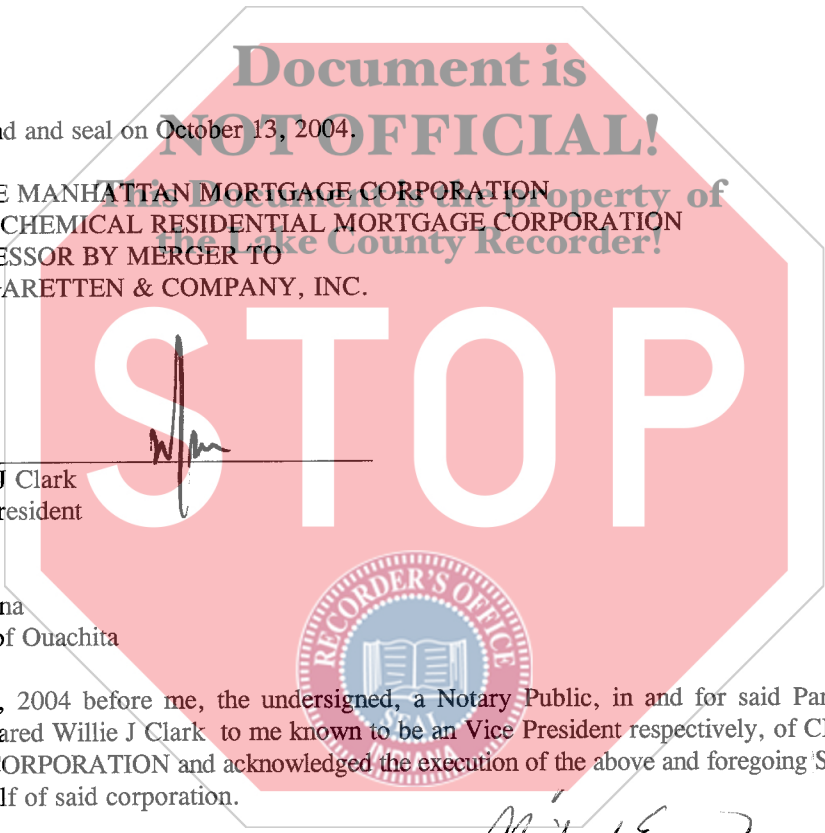 Document is
nd and seal on October 13, 2004.
NOT OFFICIAL!
E MANHATTAN MORTGAGE CORPORATION
This Document is the property of
CHEMICAL RESIDENTIAL MORTGAGE CORPORATION
the Lake County Recorder!
ESSOR BY MERGER TO
GARETTEN & COMPANY, INC.
STOP
J Clark
resident
RECORDER'S OFFICE
SEAL
INDIANA
na
of Ouachita
, 2004 before me, the undersigned, a Notary Public, in and for said Par
ared Willie J Clark to me known to be an Vice President respectively, of C
CORPORATION and acknowledged the execution of the above and foregoing S
lf of said corporation.